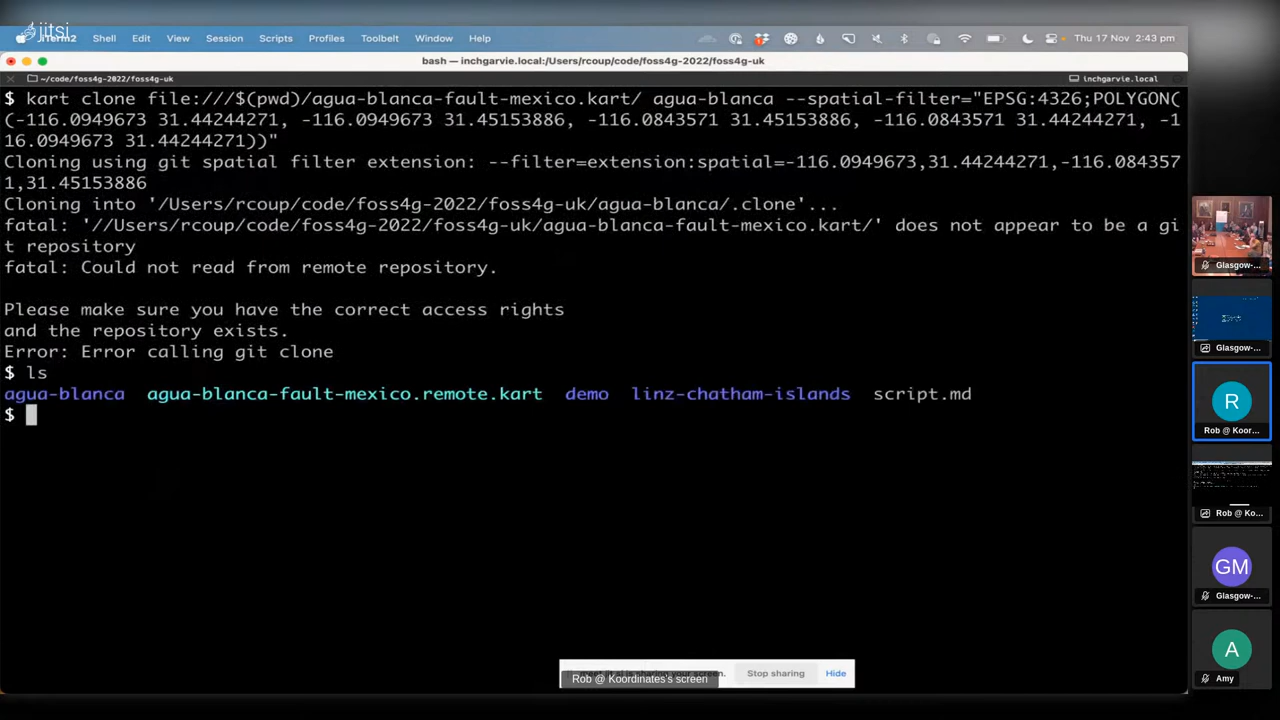 jitsi
iTerm2 Shell Edit View Session Scripts Profiles Toolbelt Window Help Thu 17 Nov 2:43 pm
bash — inchgarvie.local:/Users/rcoup/code/foss4g-2022/foss4g-uk
~/code/foss4g-2022/foss4g-uk inchgarvie.local
$ kart clone file:///$(pwd)/agua-blanca-fault-mexico.kart/ agua-blanca --spatial-filter="EPSG:4326;POLYGON(
(-116.0949673 31.44244271, -116.0949673 31.45153886, -116.0843571 31.45153886, -116.0843571 31.44244271, -1
16.0949673 31.44244271))"
Cloning using git spatial filter extension: --filter=extension:spatial=-116.0949673,31.44244271,-116.084357
1,31.45153886
Cloning into '/Users/rcoup/code/foss4g-2022/foss4g-uk/agua-blanca/.clone'...
fatal: '//Users/rcoup/code/foss4g-2022/foss4g-uk/agua-blanca-fault-mexico.kart/' does not appear to be a gi
t repository
fatal: Could not read from remote repository.
Please make sure you have the correct access rights
and the repository exists.
Error: Error calling git clone
$ ls
agua-blanca agua-blanca-fault-mexico.remote.kart demo linz-chatham-islands script.md
$
is sharing your screen. Stop sharing Hide
Rob @ Koordinates's screen
Glasgow-...
Glasgow-...
R
Rob @ Koor...
Rob @ Ko...
GM
Glasgow-...
A
Amy